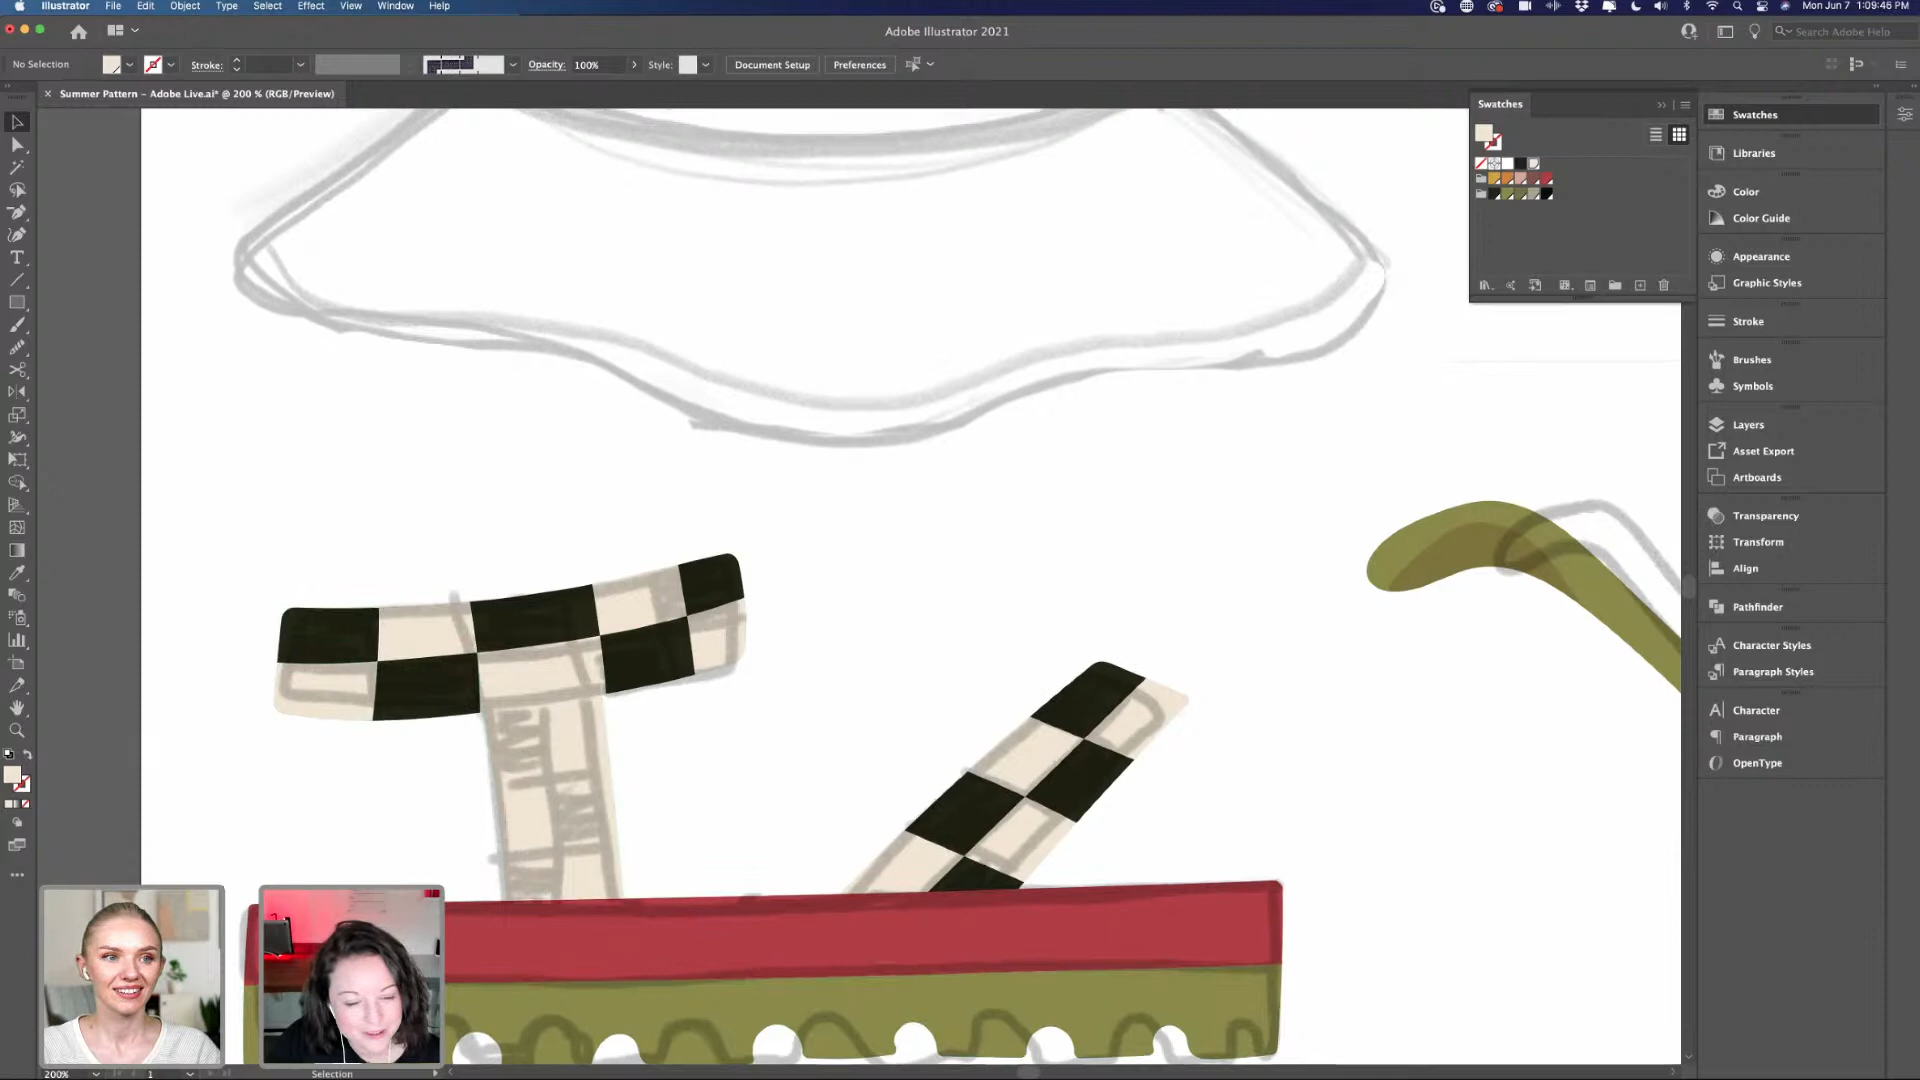 Illustrator File Edit Object Type Select Effect View Window Help Mon Jun 7 1:09:46 PM
Adobe Illustrator 2021 Search Adobe Help
No Selection Stroke: Opacity: 100% Style: Document Setup Preferences
Summer Pattern – Adobe Live.ai* @ 200 % (RGB/Preview)
Swatches
Swatches
Libraries
Color
Color Guide
Appearance
Graphic Styles
Stroke
Brushes
Symbols
Layers
Asset Export
Artboards
Transparency
Transform
Align
Pathfinder
Character Styles
Paragraph Styles
Character
Paragraph
OpenType
200% 1 Selection